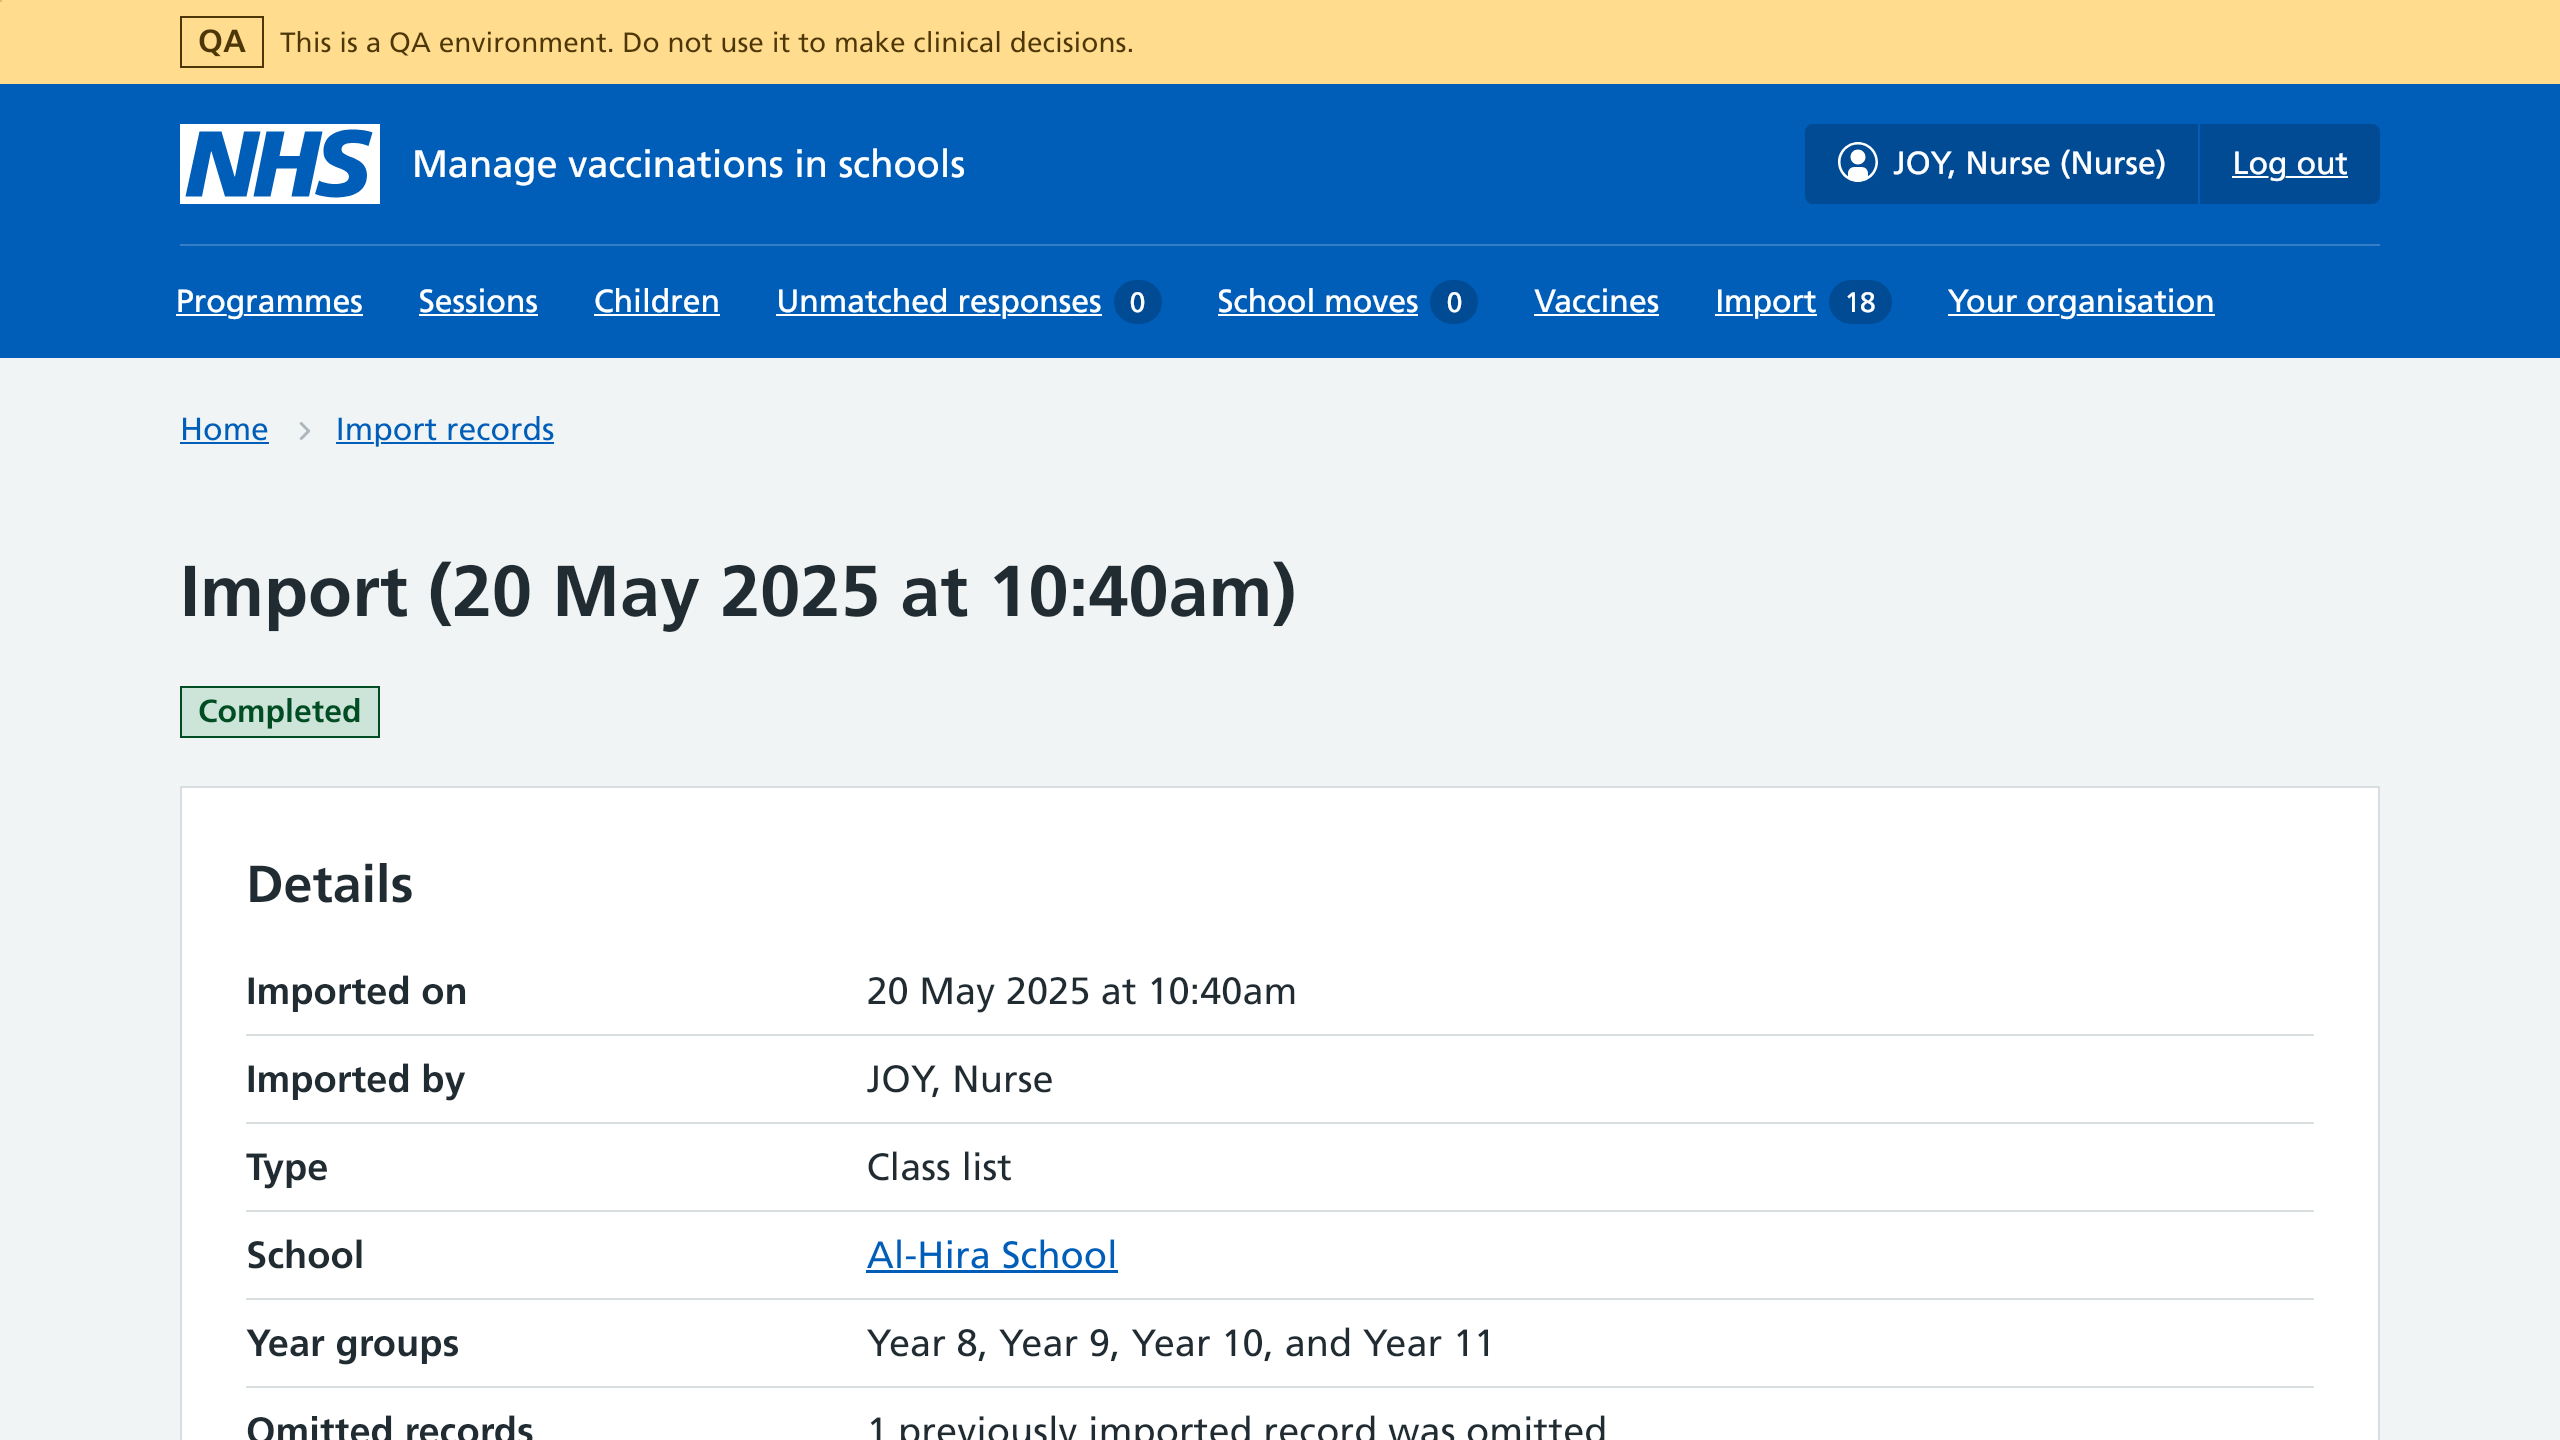 QA This is a QA environment. Do not use it to make clinical decisions.
NHS Manage vaccinations in schools JOY, Nurse (Nurse) Log out
Programmes Sessions Children Unmatched responses 0 School moves 0 Vaccines Import 18 Your organisation
Home Import records
Import (20 May 2025 at 10:40am)
Completed
Details
Imported on 20 May 2025 at 10:40am
Imported by JOY, Nurse
Type Class list
School Al-Hira School
Year groups Year 8, Year 9, Year 10, and Year 11
Omitted records 1 previously imported record was omitted